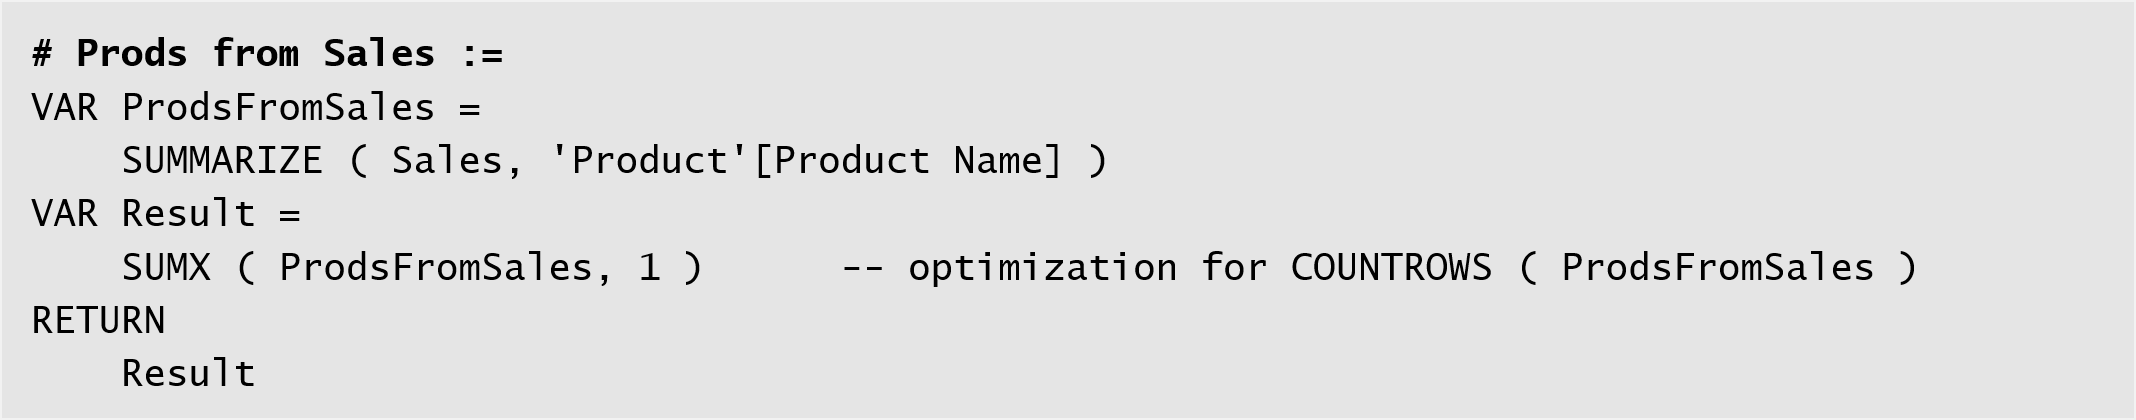 # Prods from Sales :=
VAR ProdsFromSales =
    SUMMARIZE ( Sales, 'Product'[Product Name] )
VAR Result =
    SUMX ( ProdsFromSales, 1 )      -- optimization for COUNTROWS ( ProdsFromSales )
RETURN
    Result